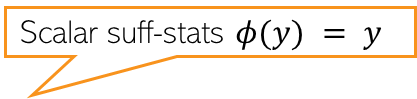 Scalar suff-stats 𝜙(𝑦) = 𝑦